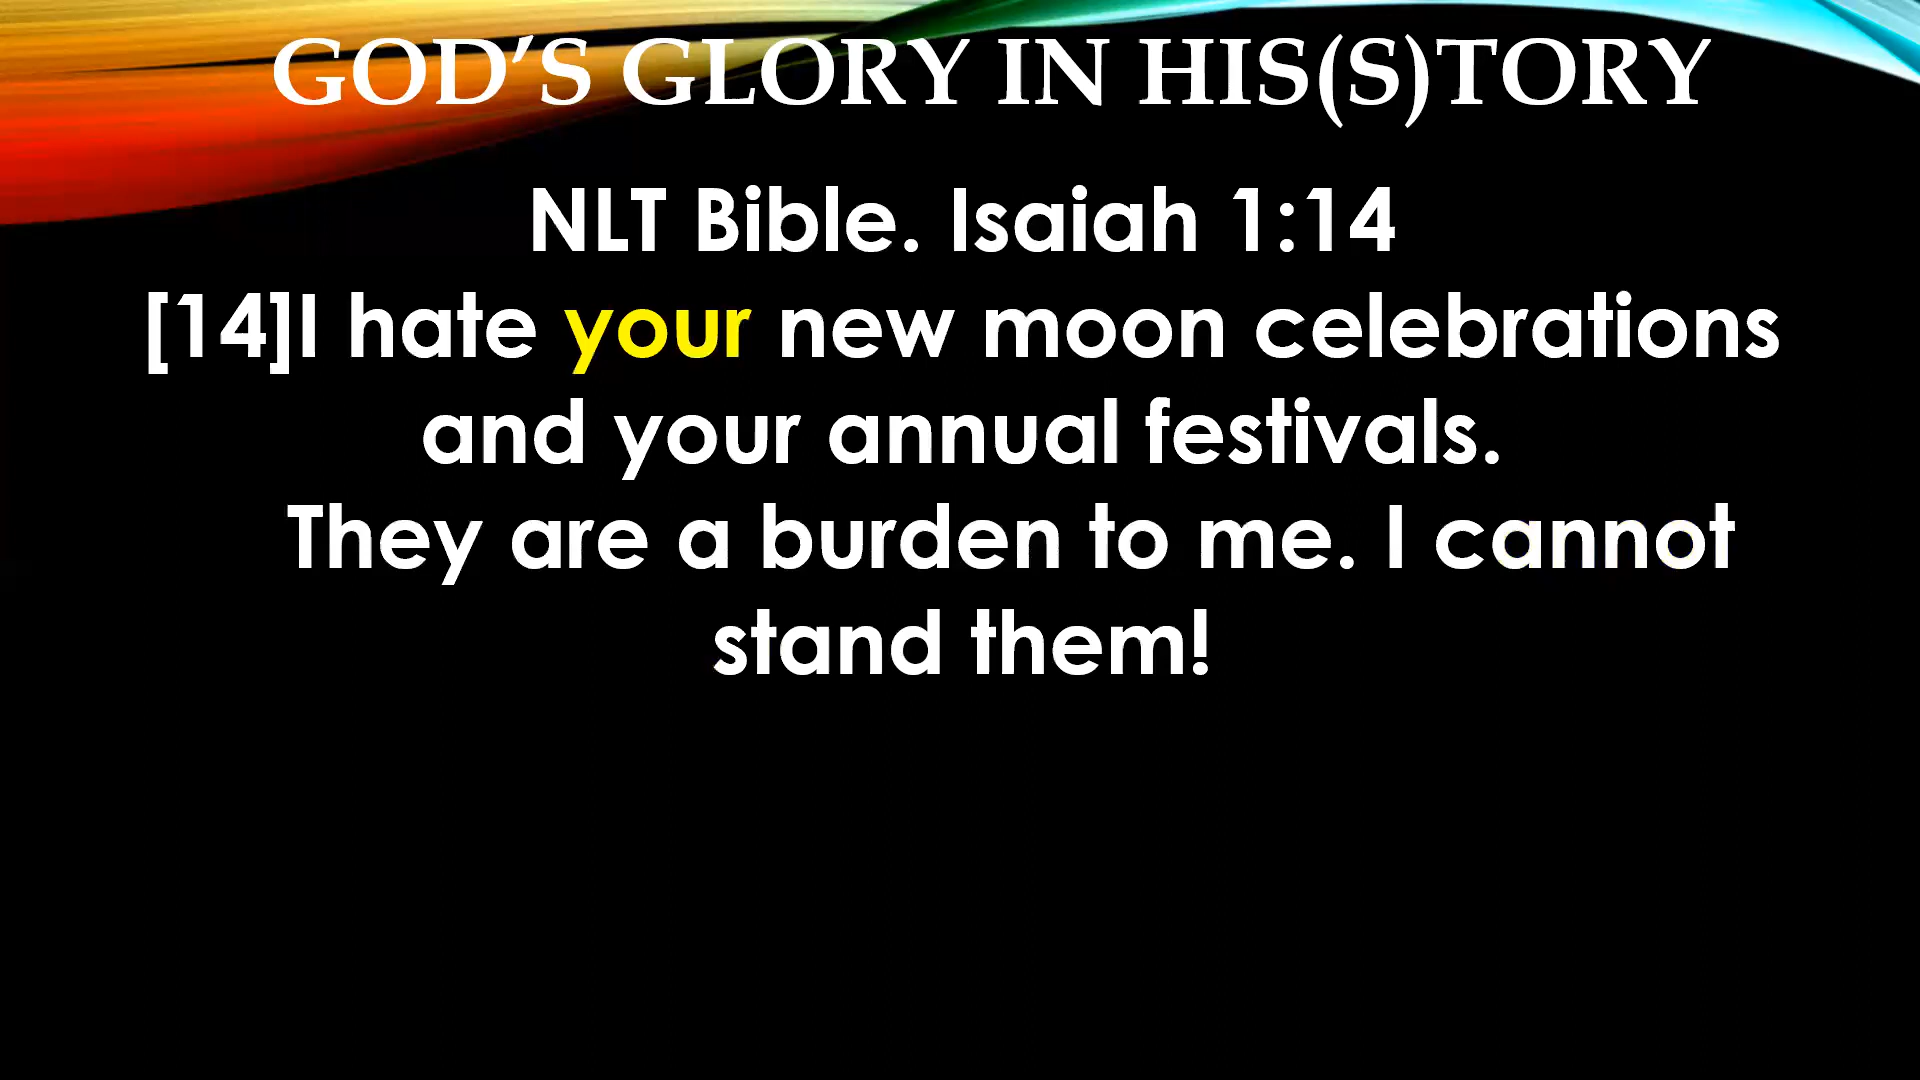 GOD’S GLORY IN HIS(S)TORY
NLT Bible. Isaiah 1:14
[14]I hate your new moon celebrations
and your annual festivals.
They are a burden to me. I cannot
stand them!